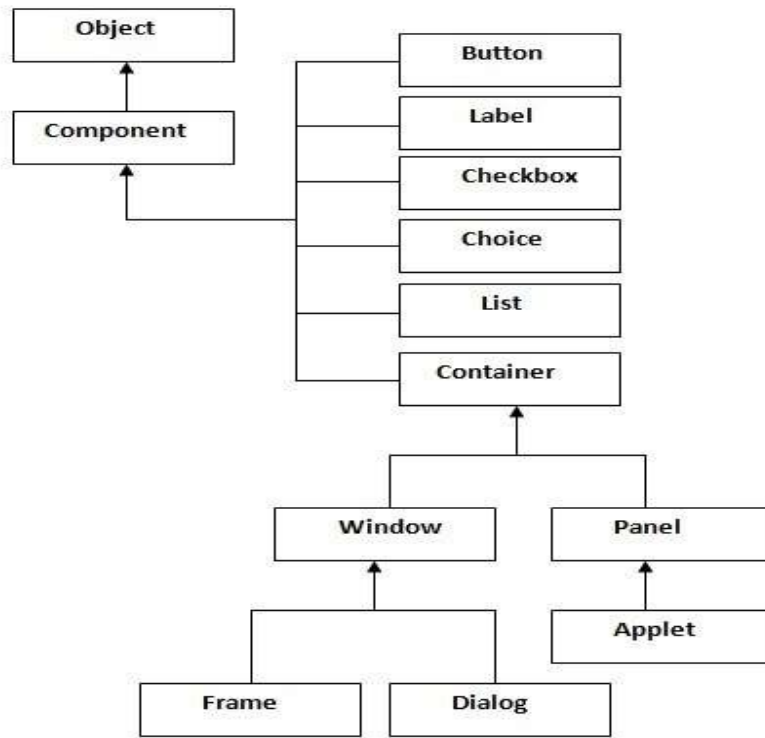 Object
Component
Button
Label
Checkbox
Choice
List
Container
Window
Panel
Applet
Frame
Dialog